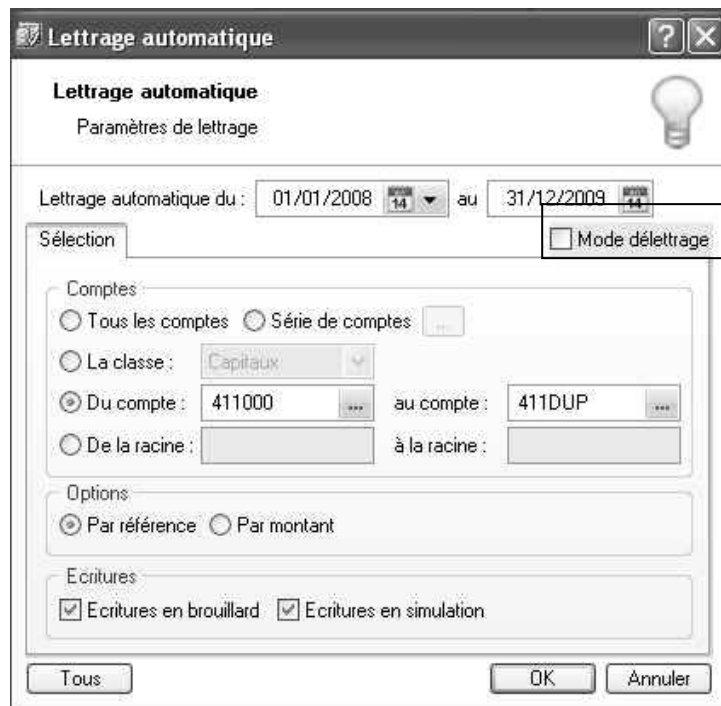 Lettrage automatique
Lettrage automatique
Paramètres de lettrage
Lettrage automatique du : 01/01/2008 14 au 31/12/2009 14
Sélection Mode délettrage
Comptes
Tous les comptes Série de comptes ...
La classe : Capitaux
Du compte : 411000 ... au compte : 411DUP ...
De la racine : à la racine :
Options
Par référence Par montant
Ecritures
Ecritures en brouillard Ecritures en simulation
Tous OK Annuler